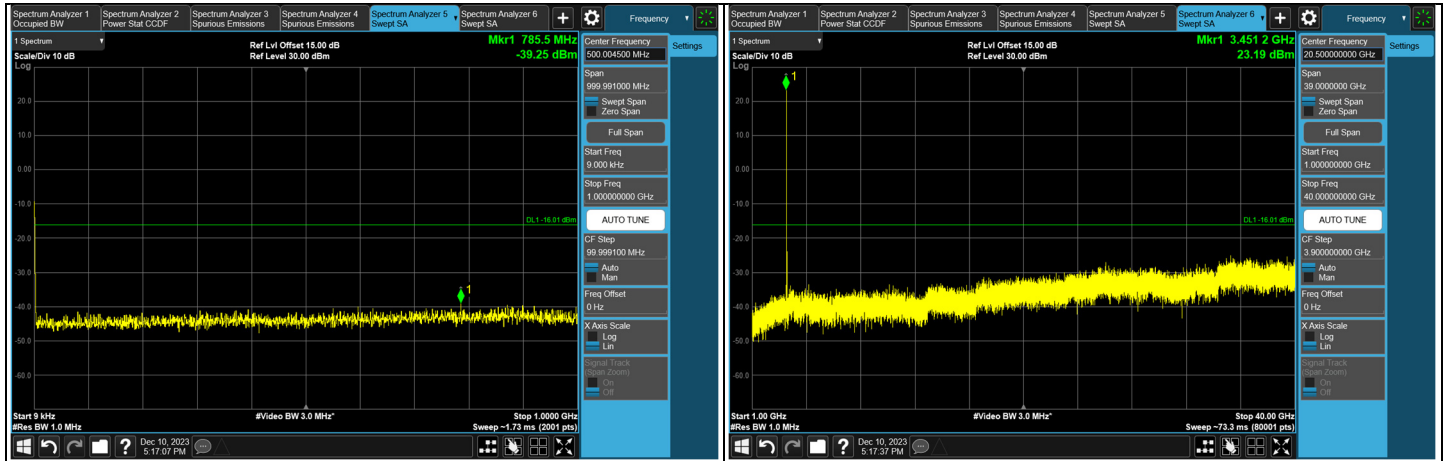 Spectrum Analyzer 1
Occupied BW
Spectrum Analyzer 2
Power Stat CCDF
Spectrum Analyzer 3
Spurious Emissions
Spectrum Analyzer 4
Spurious Emissions
Spectrum Analyzer 5
Swept SA
Spectrum Analyzer 6
Swept SA
Frequency
1 Spectrum
Scale/Div 10 dB
Log
Ref Lvl Offset 15.00 dB
Ref Level 30.00 dBm
Mkr1 785.5 MHz
-39.25 dBm
20.0
10.0
0.00
-10.0
-20.0
-30.0
-40.0
-50.0
-60.0
DL1 -16.01 dBm
1
Start 9 kHz
#Res BW 1.0 MHz
#Video BW 3.0 MHz*
Stop 1.0000 GHz
Sweep ~1.73 ms (2001 pts)
Center Frequency
500.004500 MHz
Settings
Span
999.991000 MHz
Swept Span
Zero Span
Full Span
Start Freq
9.000 kHz
Stop Freq
1.000000000 GHz
AUTO TUNE
CF Step
99.999100 MHz
Auto
Man
Freq Offset
0 Hz
X Axis Scale
Log
Lin
Signal Track
(Span Zoom)
On
Off
Dec 10, 2023
5:17:07 PM
Spectrum Analyzer 1
Occupied BW
Spectrum Analyzer 2
Power Stat CCDF
Spectrum Analyzer 3
Spurious Emissions
Spectrum Analyzer 4
Spurious Emissions
Spectrum Analyzer 5
Swept SA
Spectrum Analyzer 6
Swept SA
Frequency
1 Spectrum
Scale/Div 10 dB
Log
Ref Lvl Offset 15.00 dB
Ref Level 30.00 dBm
Mkr1 3.451 2 GHz
23.19 dBm
20.0
10.0
0.00
-10.0
-20.0
-30.0
-40.0
-50.0
-60.0
DL1 -16.01 dBm
1
Start 1.00 GHz
#Res BW 1.0 MHz
#Video BW 3.0 MHz*
Stop 40.00 GHz
Sweep ~73.3 ms (80001 pts)
Center Frequency
20.500000000 GHz
Settings
Span
39.0000000 GHz
Swept Span
Zero Span
Full Span
Start Freq
1.000000000 GHz
Stop Freq
40.000000000 GHz
AUTO TUNE
CF Step
3.900000000 GHz
Auto
Man
Freq Offset
0 Hz
X Axis Scale
Log
Lin
Signal Track
(Span Zoom)
On
Off
Dec 10, 2023
5:17:37 PM